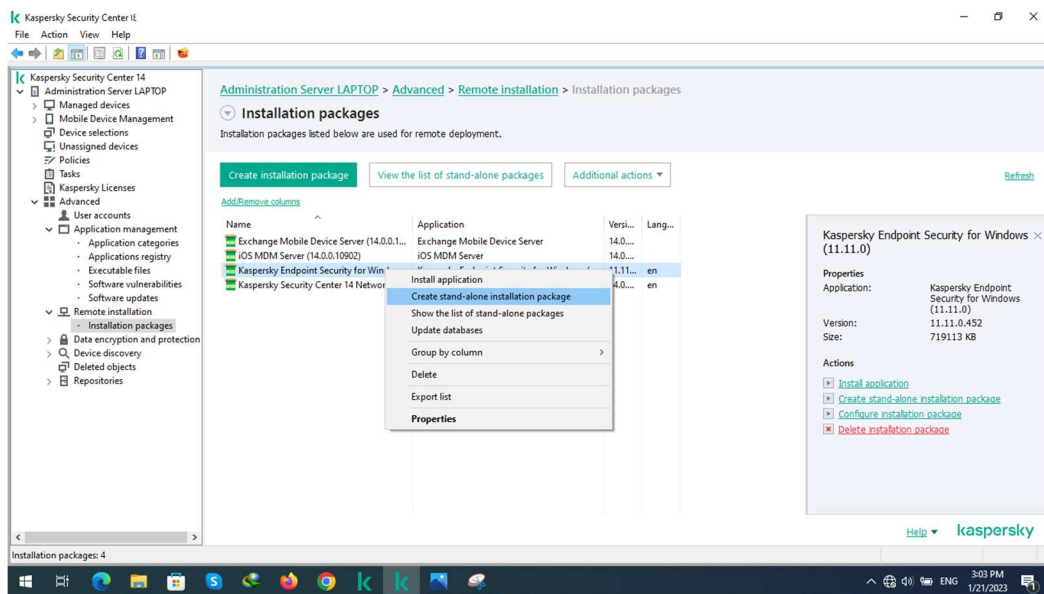 Kaspersky Security Center 14
File Action View Help
Kaspersky Security Center 14
Administration Server LAPTOP
Managed devices
Mobile Device Management
Device selections
Unassigned devices
Policies
Tasks
Kaspersky Licenses
Advanced
User accounts
Application management
Application categories
Applications registry
Executable files
Software vulnerabilities
Software updates
Remote installation
Installation packages
Data encryption and protection
Device discovery
Deleted objects
Repositories
Administration Server LAPTOP > Advanced > Remote installation > Installation packages
Installation packages
Installation packages listed below are used for remote deployment.
Create installation package View the list of stand-alone packages Additional actions
Refresh
Add/Remove columns
Name Application Versi... Lang...
Exchange Mobile Device Server (14.0.0.1... Exchange Mobile Device Server 14.0....
iOS MDM Server (14.0.0.10902) iOS MDM Server 14.0....
Kaspersky Endpoint Security for Win 11.11... en
Kaspersky Security Center 14 Networ 4.0.... en
Install application
Create stand-alone installation package
Show the list of stand-alone packages
Update databases
Group by column
Delete
Export list
Properties
Kaspersky Endpoint Security for Windows
(11.11.0)
Properties
Application: Kaspersky Endpoint
Security for Windows
(11.11.0)
Version: 11.11.0.452
Size: 719113 KB
Actions
Install application
Create stand-alone installation package
Configure installation package
Delete installation package
Help kaspersky
Installation packages: 4
ENG
3:03 PM
1/21/2023